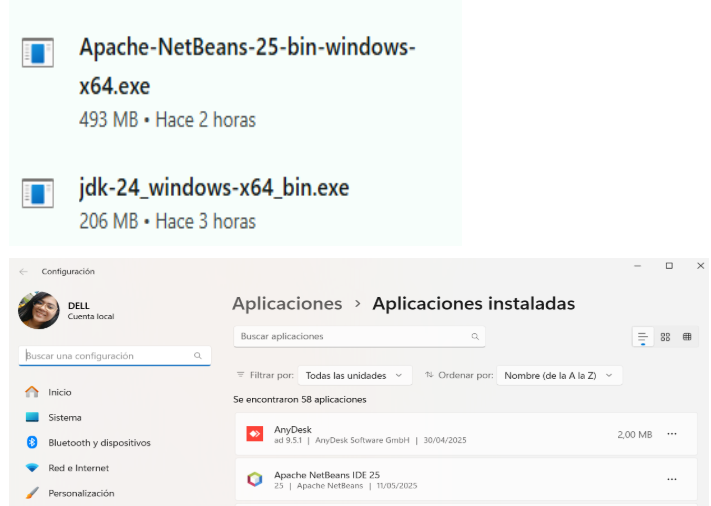 Apache-NetBeans-25-bin-windows-
x64.exe
493 MB • Hace 2 horas
jdk-24_windows-x64_bin.exe
206 MB • Hace 3 horas
Configuración
DELL
Cuenta local
Buscar una configuración
Inicio
Sistema
Bluetooth y dispositivos
Red e Internet
Personalización
Aplicaciones > Aplicaciones instaladas
Buscar aplicaciones
Filtrar por: Todas las unidades Ordenar por: Nombre (de la A la Z)
Se encontraron 58 aplicaciones
AnyDesk
ad 9.5.1 | AnyDesk Software GmbH | 30/04/2025
2,00 MB
Apache NetBeans IDE 25
25 | Apache NetBeans | 11/05/2025